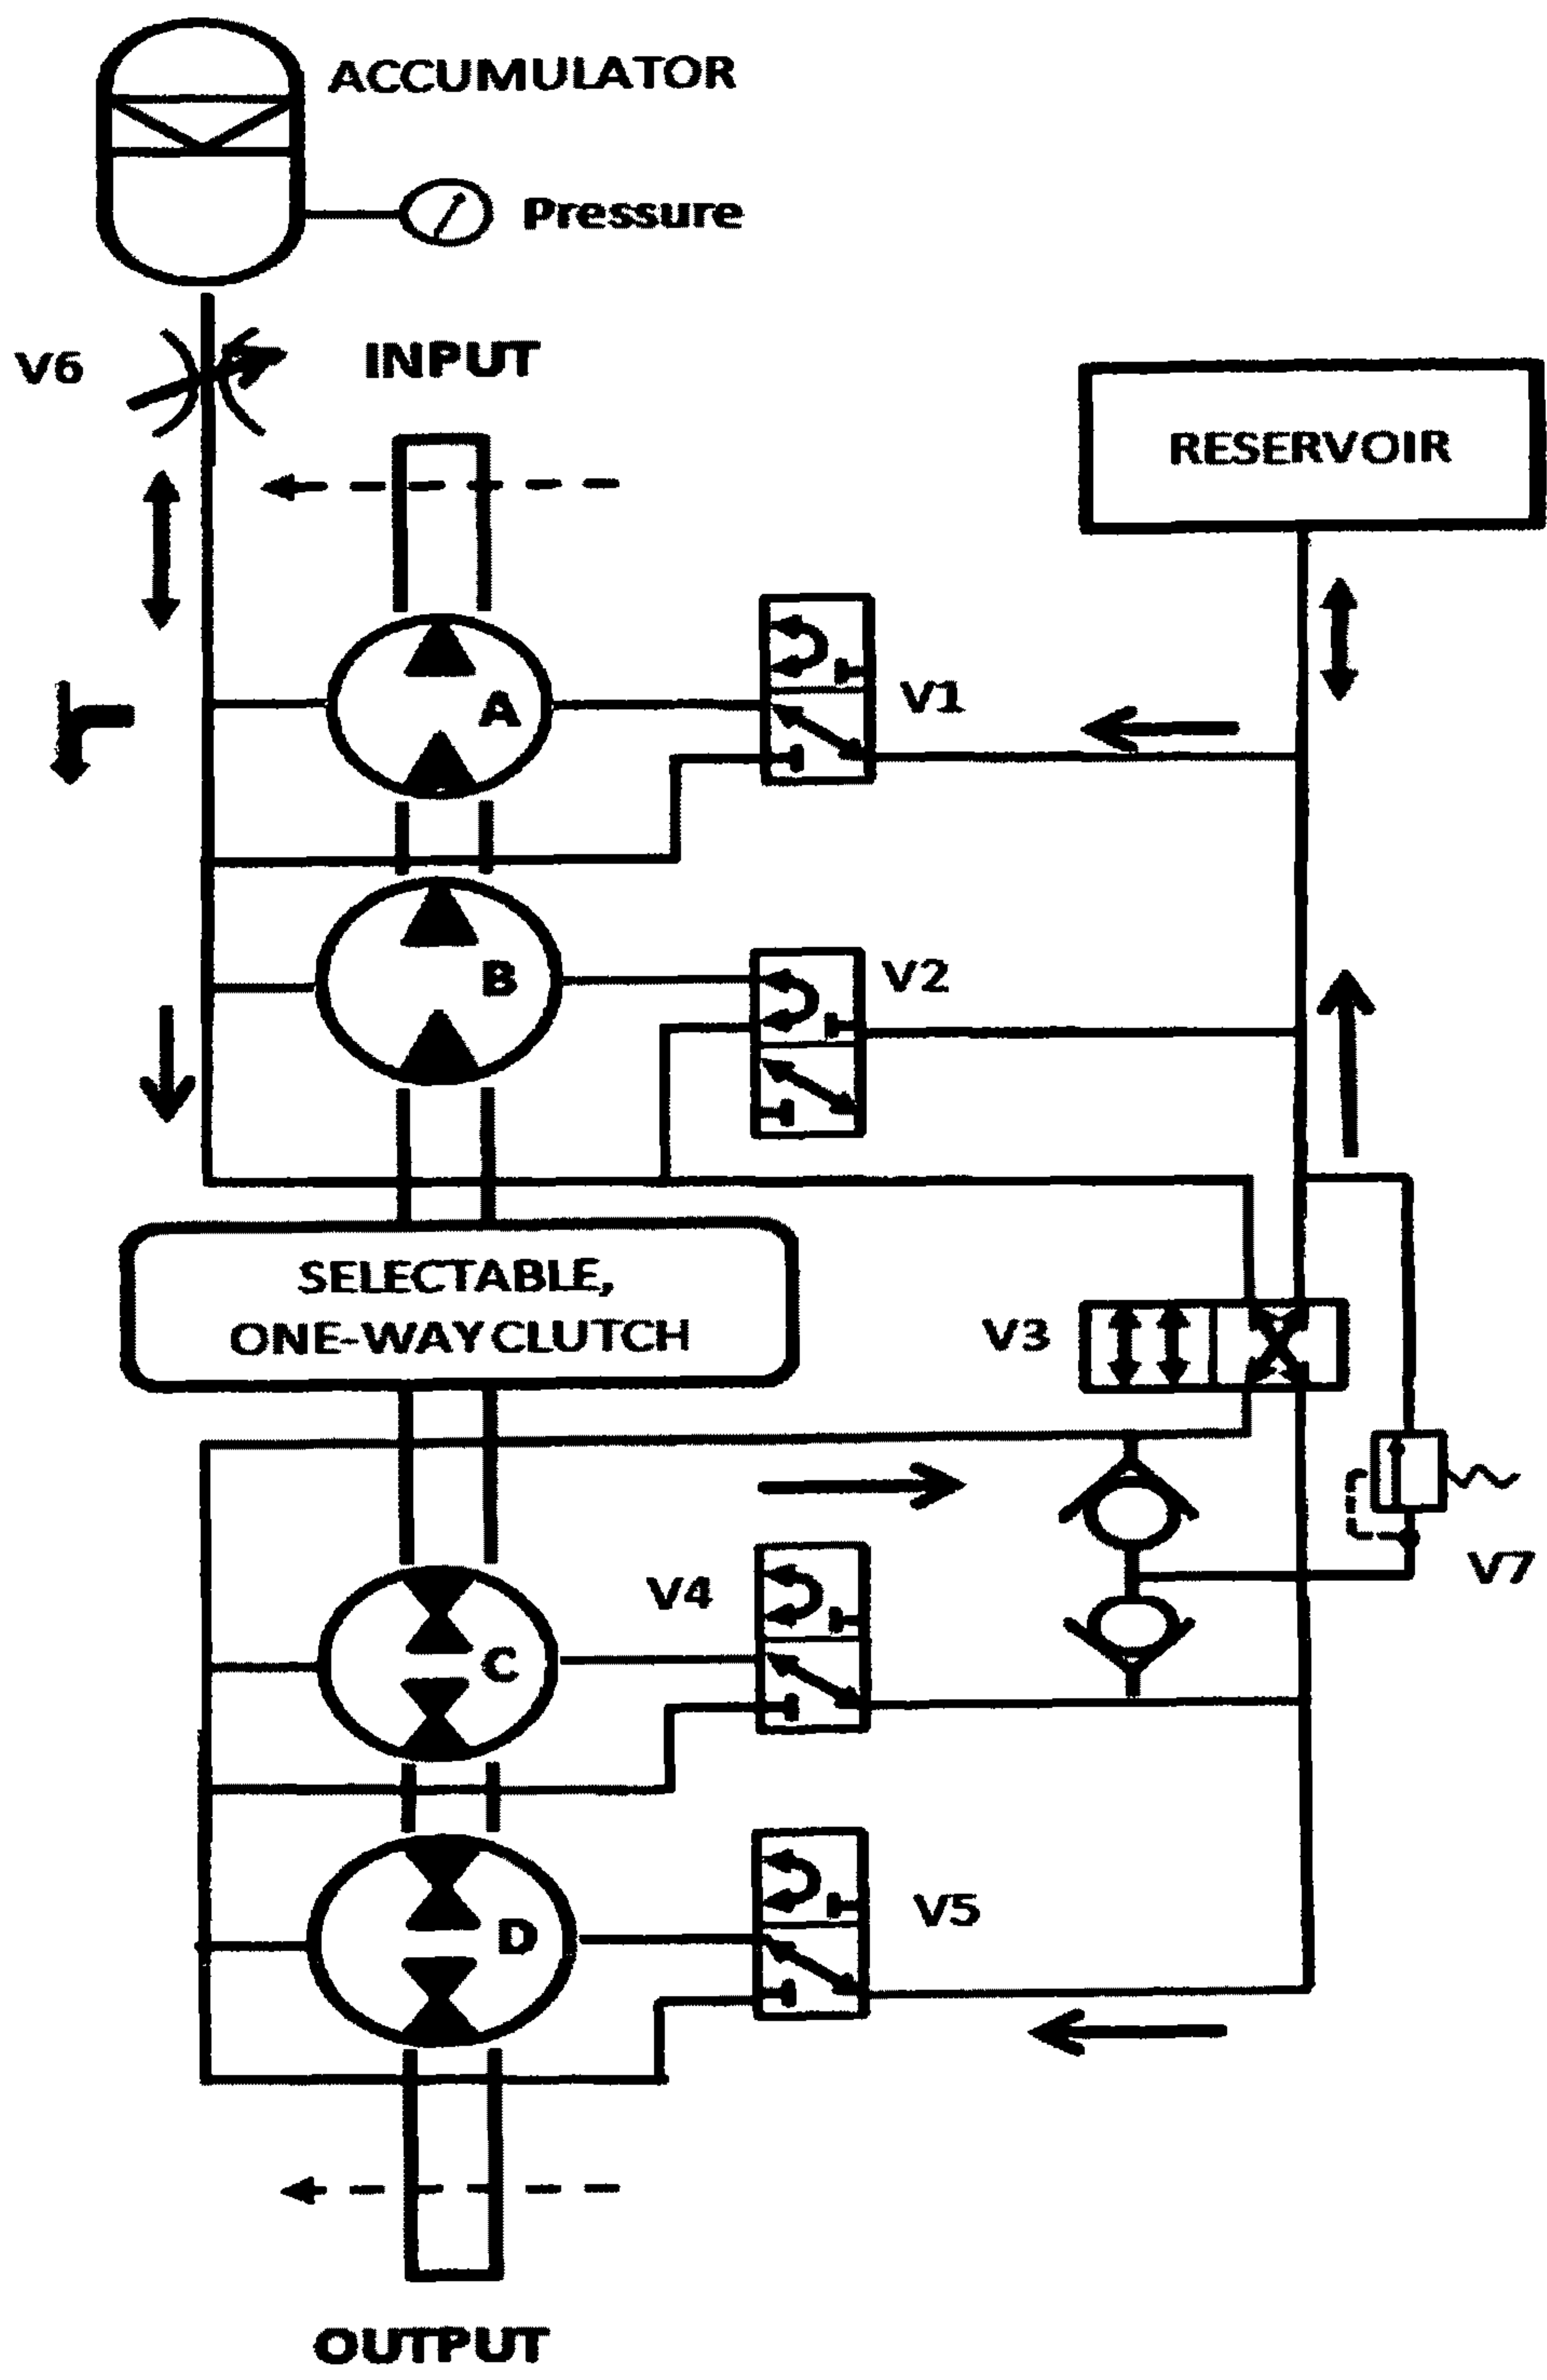 ACCUMULATOR
Pressure
V6
INPUT
RESERVOIR
A
V1
B
V2
SELECTABLE,
ONE-WAY CLUTCH
V3
V4
C
V7
D
V5
OUTPUT